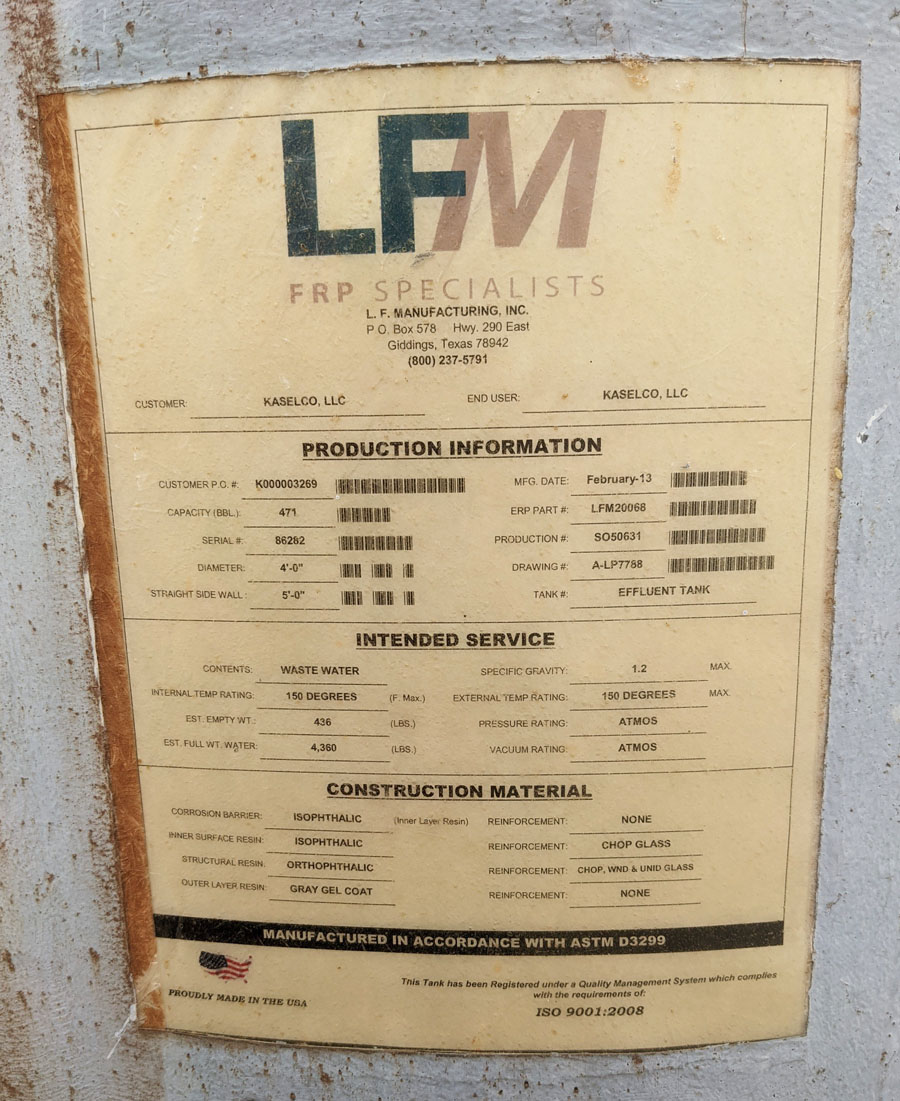 LFM
FRP SPECIALISTS
L. F. MANUFACTURING, INC.
P O. Box 578 Hwy. 290 East
Giddings, Texas 78942
(800) 237-5791
CUSTOMER: KASELCO, LLC END USER: KASELCO, LLC
PRODUCTION INFORMATION
CUSTOMER P.O. #: K000003269 MFG. DATE: February-13
CAPACITY (BBL.): 471 ERP PART #: LFM20068
SERIAL #: 86282 PRODUCTION #: SO50631
DIAMETER: 4'-0" DRAWING #: A-LP7788
STRAIGHT SIDE WALL : 5'-0" TANK #: EFFLUENT TANK
INTENDED SERVICE
CONTENTS: WASTE WATER SPECIFIC GRAVITY: 1.2 MAX.
INTERNAL TEMP RATING: 150 DEGREES (F. Max.) EXTERNAL TEMP RATING: 150 DEGREES MAX.
EST. EMPTY WT.: 436 (LBS.) PRESSURE RATING: ATMOS
EST. FULL WT. WATER: 4,360 (LBS.) VACUUM RATING: ATMOS
CONSTRUCTION MATERIAL
CORROSION BARRIER: ISOPHTHALIC (Inner Layer Resin) REINFORCEMENT: NONE
INNER SURFACE RESIN: ISOPHTHALIC REINFORCEMENT: CHOP GLASS
STRUCTURAL RESIN: ORTHOPHTHALIC REINFORCEMENT: CHOP, WND & UNID GLASS
OUTER LAYER RESIN: GRAY GEL COAT REINFORCEMENT: NONE
MANUFACTURED IN ACCORDANCE WITH ASTM D3299
PROUDLY MADE IN THE USA
This Tank has been Registered under a Quality Management System which complies
with the requirements of:
ISO 9001:2008